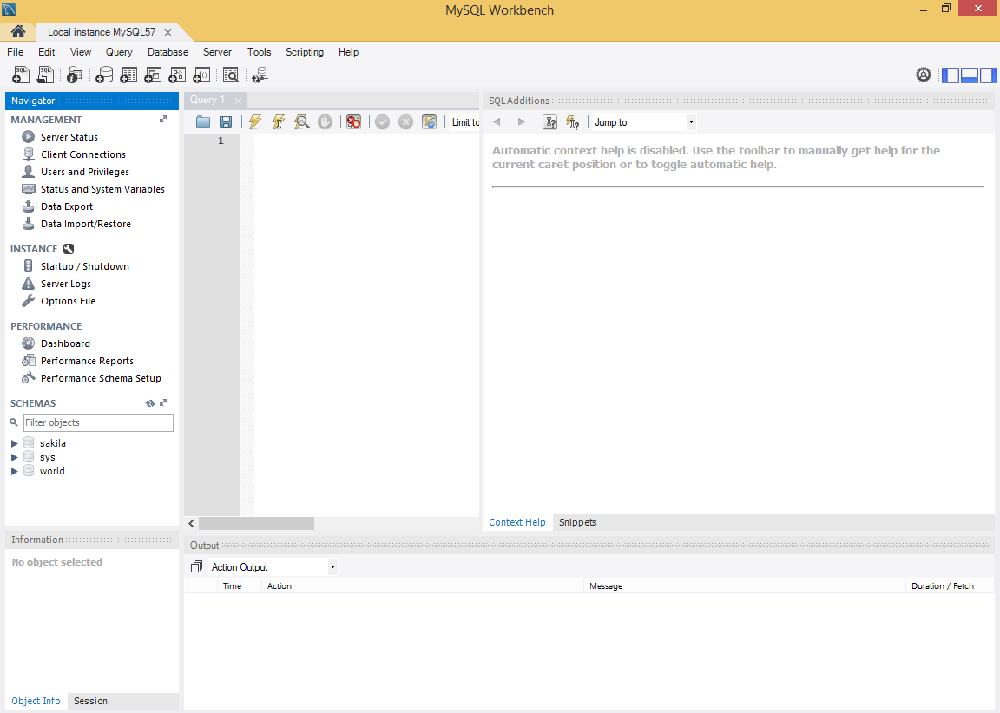 MySQL Workbench
Local instance MySQL57
File Edit View Query Database Server Tools Scripting Help
Navigator
MANAGEMENT
Server Status
Client Connections
Users and Privileges
Status and System Variables
Data Export
Data Import/Restore
INSTANCE
Startup / Shutdown
Server Logs
Options File
PERFORMANCE
Dashboard
Performance Reports
Performance Schema Setup
SCHEMAS
Filter objects
sakila
sys
world
Information
No object selected
Object Info Session
Query 1
Limit to
1
SQLAdditions
Jump to
Automatic context help is disabled. Use the toolbar to manually get help for the
current caret position or to toggle automatic help.
Context Help Snippets
Output
Action Output
Time Action Message Duration / Fetch